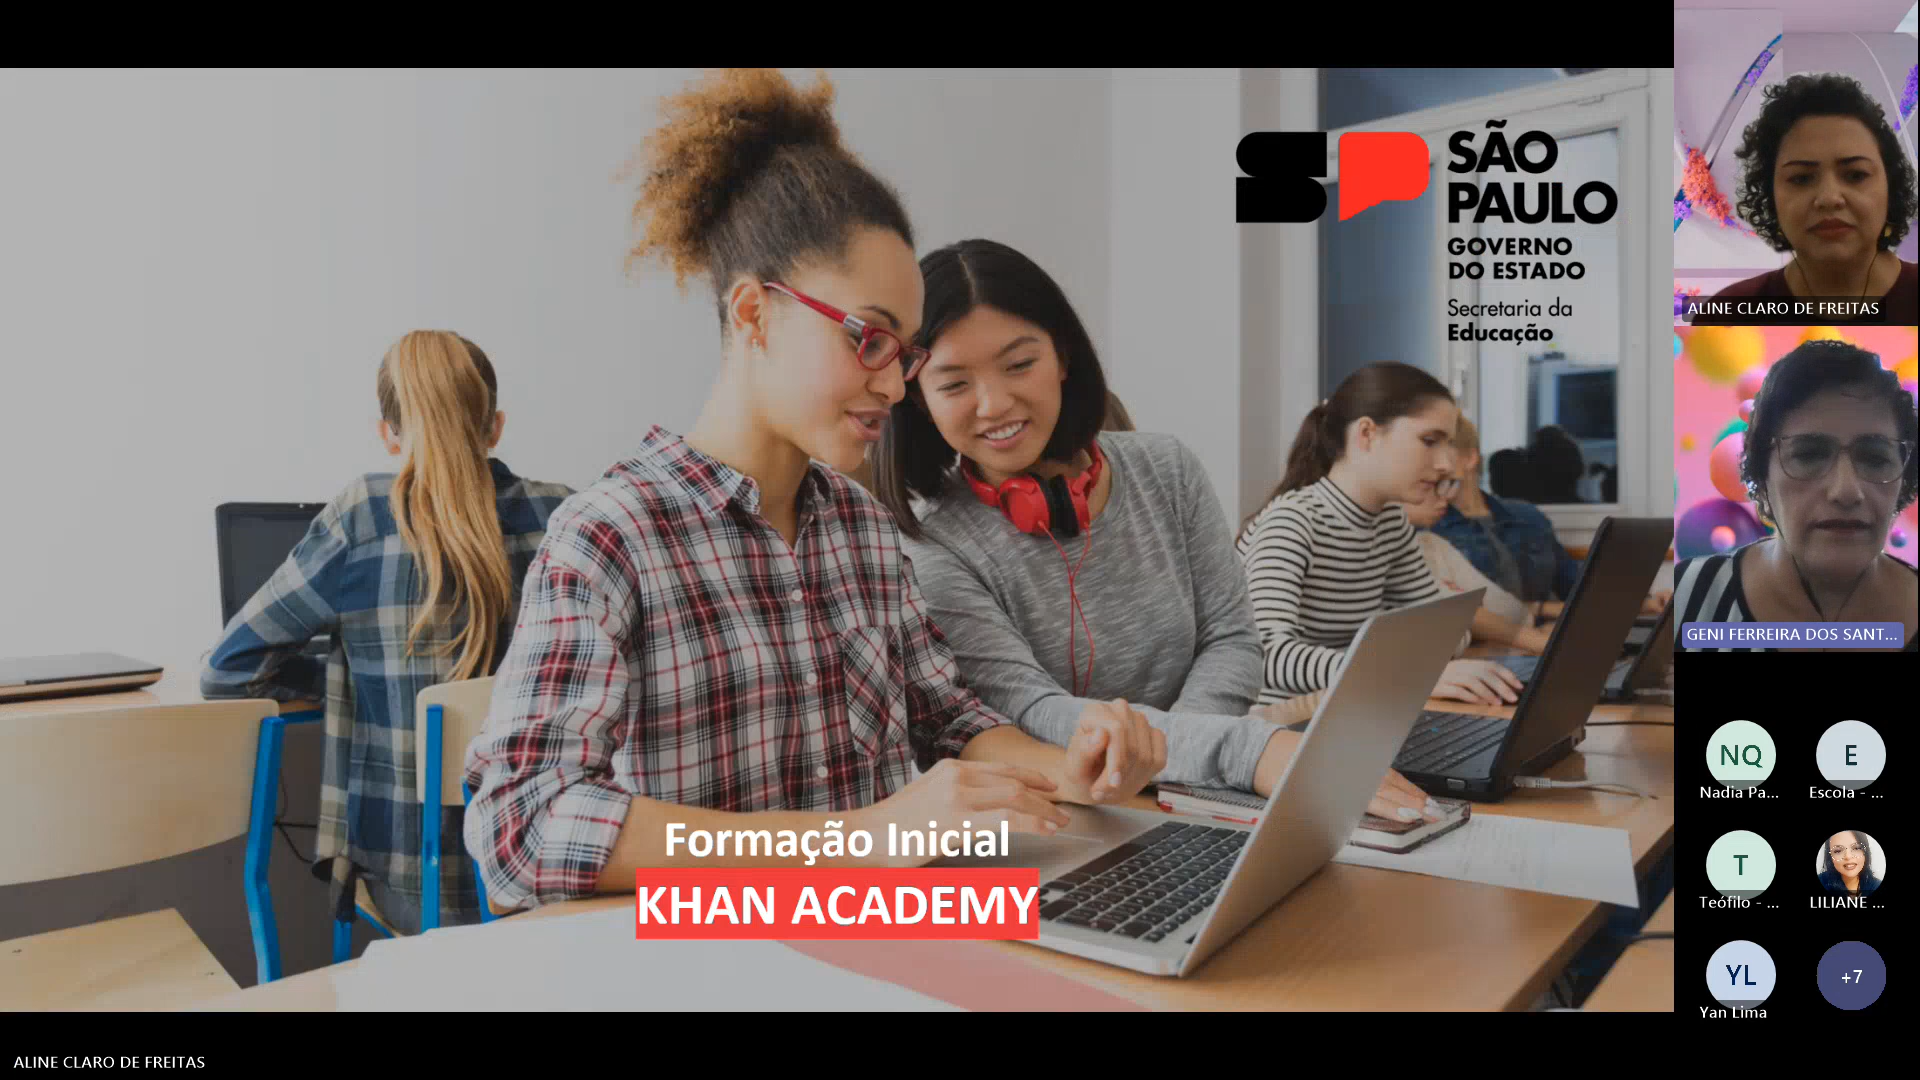 SÃO
PAULO
GOVERNO
DO ESTADO
Secretaria da
Educação
Formação Inicial
KHAN ACADEMY
ALINE CLARO DE FREITAS
GENI FERREIRA DOS SANT...
NQ
E
Nadia Pa...
Escola - ...
T
Teófilo - ...
LILIANE ...
YL
+7
Yan Lima
ALINE CLARO DE FREITAS